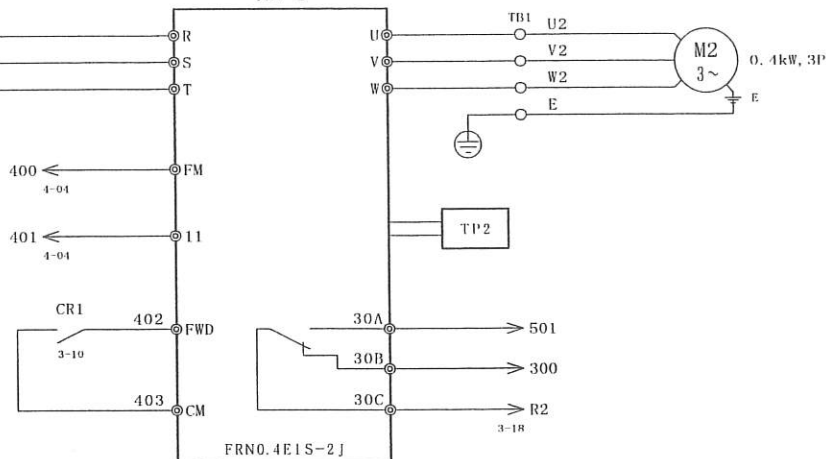 TB1 U2
R U
S V V2
T W W2
M2
3~
0.4kW, 3P
E
E
400 FM
4-04
401 11
4-04
TP2
CR1 402 FWD
3-10
403 CM
30A 501
30B 300
30C R2
3-18
FRN0.4E1S-2J